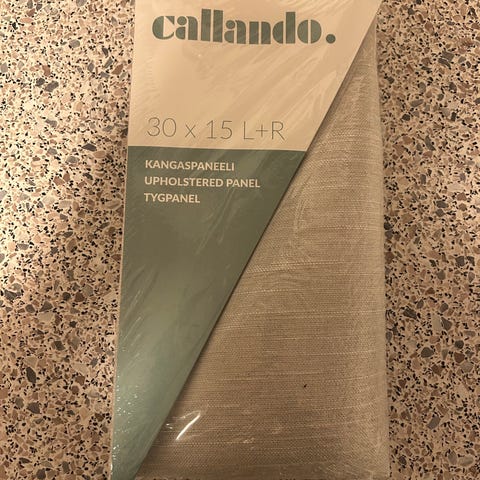 callando.
30 x 15 L+R
KANGASPANEELI
UPHOLSTERED PANEL
TYGPANEL